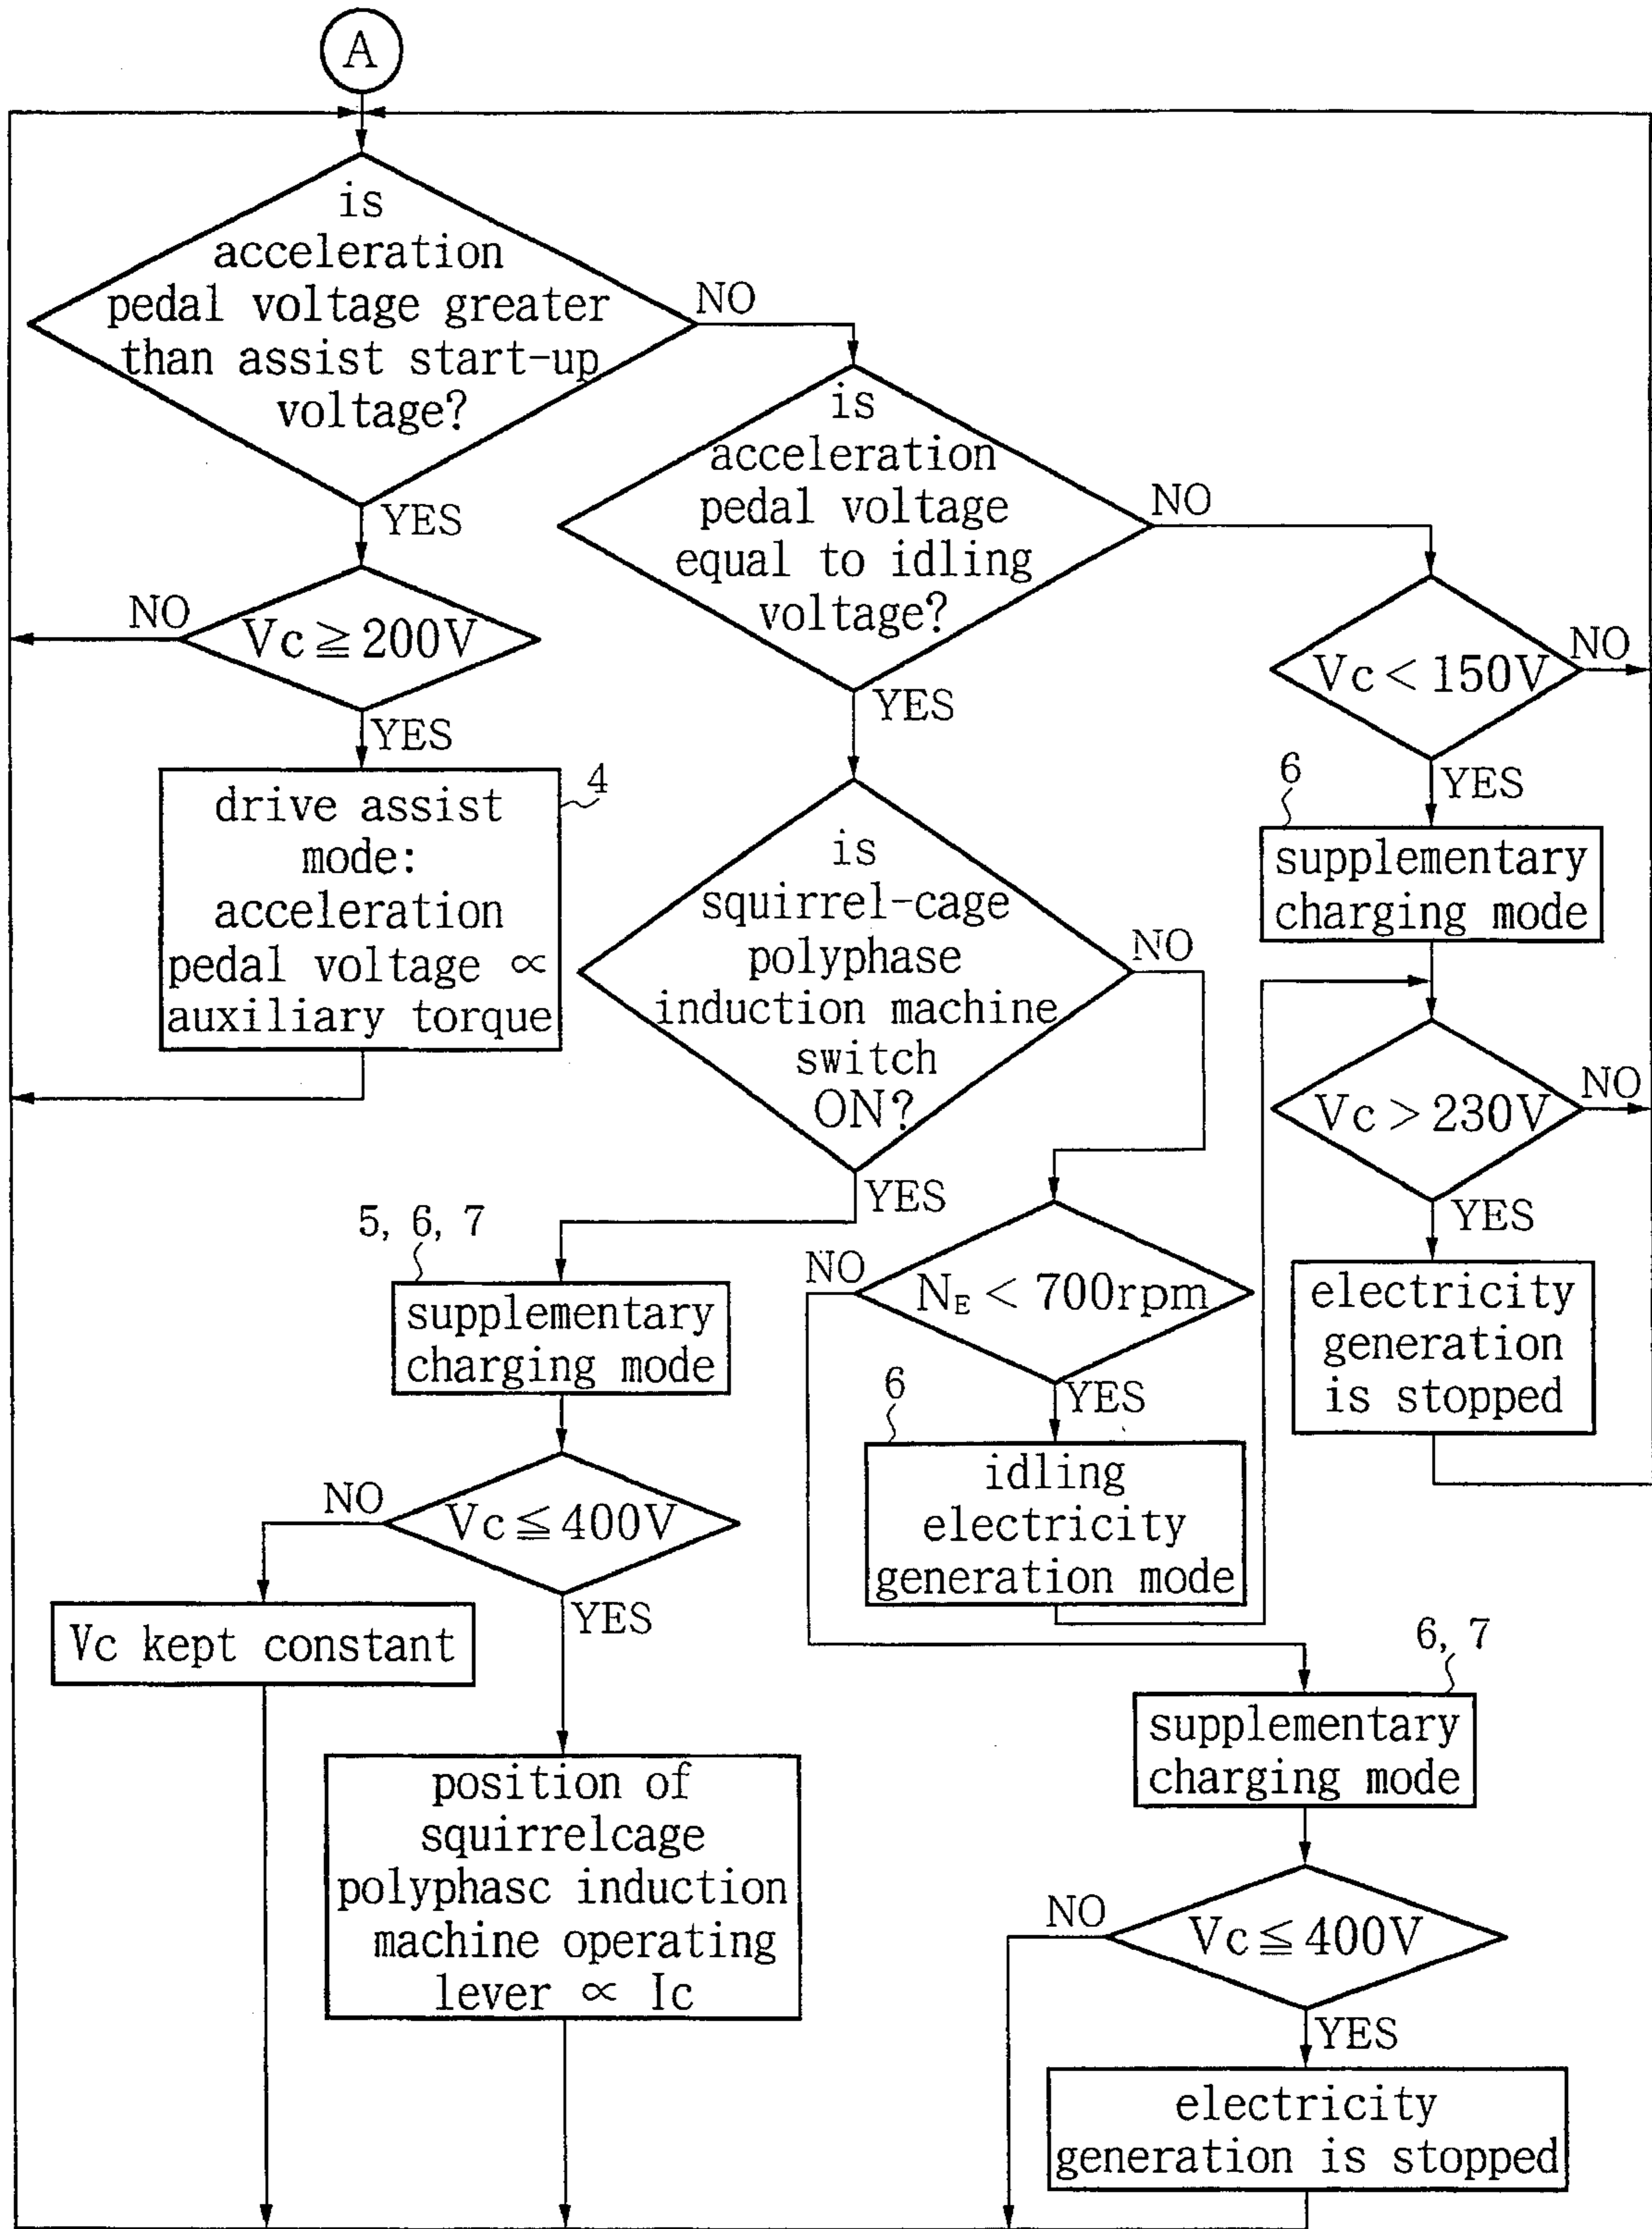 A
is
acceleration
pedal voltage greater
than assist start-up
voltage?
NO
YES
is
acceleration
pedal voltage
equal to idling
voltage?
NO
YES
NO
Vc≧200V
YES
Vc<150V
NO
YES
drive assist
mode:
acceleration
pedal voltage ∝
auxiliary torque
4
is
squirrel-cage
polyphase
induction machine
switch
ON?
NO
YES
6
supplementary
charging mode
Vc>230V
NO
YES
electricity
generation
is stopped
5, 6, 7
supplementary
charging mode
NO
NE < 700rpm
YES
6
idling
electricity
generation mode
NO
Vc≦400V
YES
Vc kept constant
position of
squirrelcage
polyphasc induction
machine operating
lever ∝ Ic
6, 7
supplementary
charging mode
NO
Vc≦400V
YES
electricity
generation is stopped